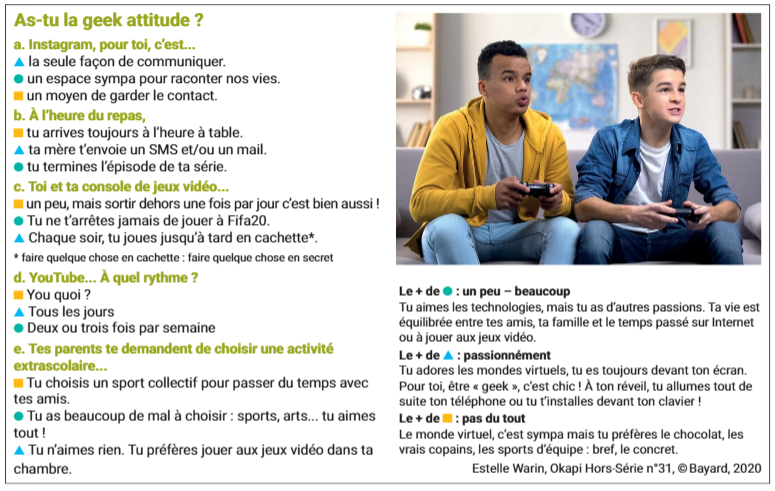 As-tu la geek attitude ?
a. Instagram, pour toi, c'est...
▲ la seule façon de communiquer.
● un espace sympa pour raconter nos vies.
■ un moyen de garder le contact.
b. À l'heure du repas,
■ tu arrives toujours à l'heure à table.
▲ ta mère t'envoie un SMS et/ou un mail.
● tu termines l'épisode de ta série.
c. Toi et ta console de jeux vidéo...
■ un peu, mais sortir dehors une fois par jour c'est bien aussi !
● Tu ne t'arrêtes jamais de jouer à Fifa20.
▲ Chaque soir, tu joues jusqu'à tard en cachette*.
* faire quelque chose en cachette : faire quelque chose en secret
d. YouTube... À quel rythme ?
■ You quoi ?
▲ Tous les jours
● Deux ou trois fois par semaine
e. Tes parents te demandent de choisir une activité
extrascolaire...
■ Tu choisis un sport collectif pour passer du temps avec
tes amis.
● Tu as beaucoup de mal à choisir : sports, arts... tu aimes
tout !
▲ Tu n'aimes rien. Tu préfères jouer aux jeux vidéo dans ta
chambre.
Le + de ● : un peu – beaucoup
Tu aimes les technologies, mais tu as d'autres passions. Ta vie est
équilibrée entre tes amis, ta famille et le temps passé sur Internet
ou à jouer aux jeux vidéo.
Le + de ▲ : passionnément
Tu adores les mondes virtuels, tu es toujours devant ton écran.
Pour toi, être « geek », c'est chic ! À ton réveil, tu allumes tout de
suite ton téléphone ou tu t'installes devant ton clavier !
Le + de ■ : pas du tout
Le monde virtuel, c'est sympa mais tu préfères le chocolat, les
vrais copains, les sports d'équipe : bref, le concret.
Estelle Warin, Okapi Hors-Série n°31, © Bayard, 2020